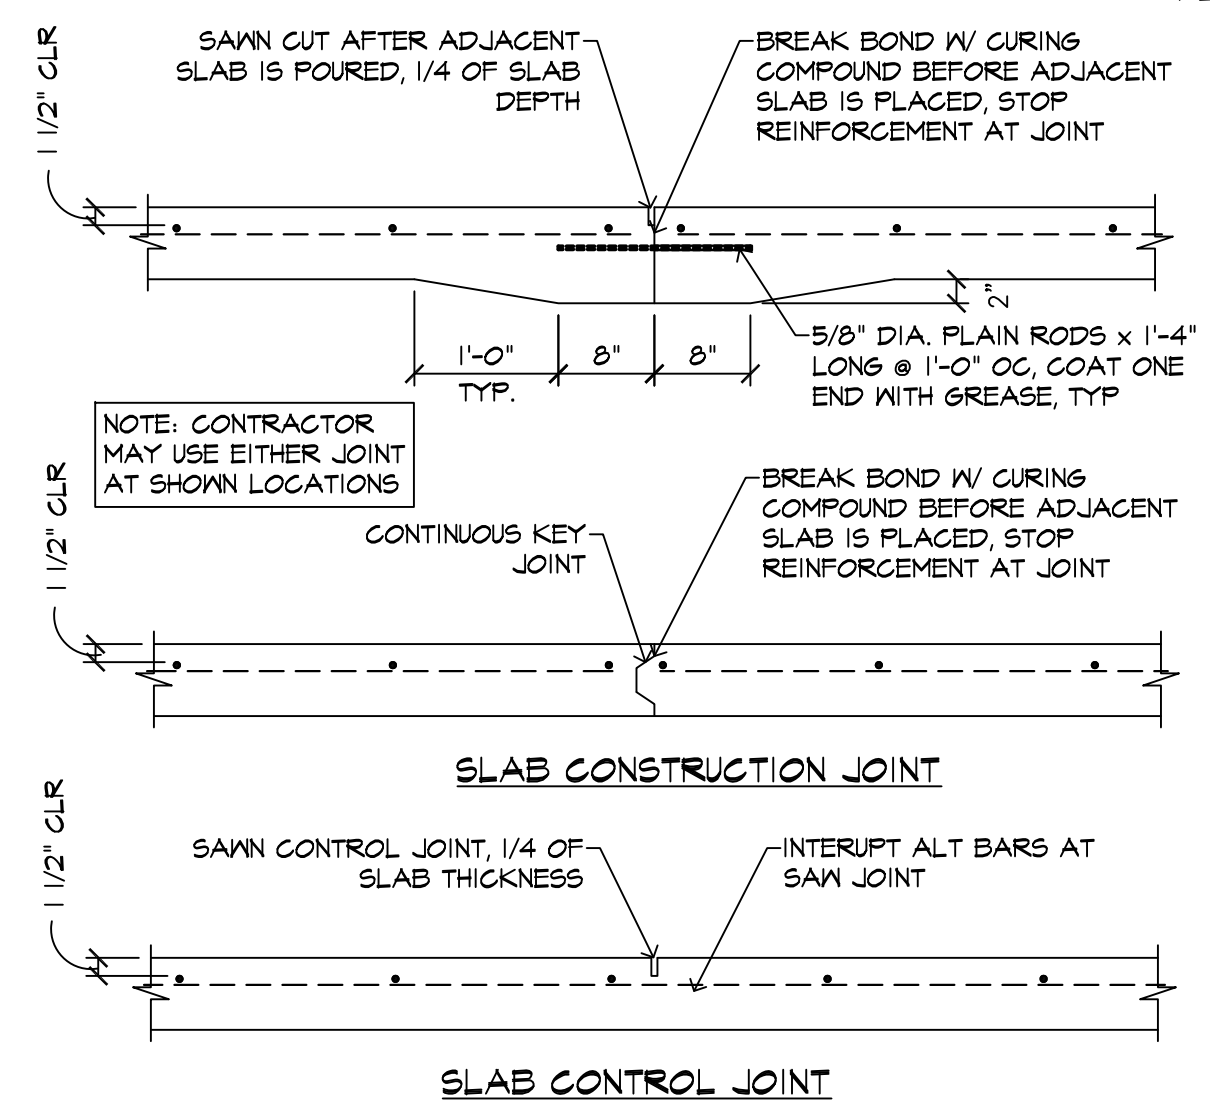 1 1/2" CLR
SAWN CUT AFTER ADJACENT
SLAB IS POURED, 1/4 OF SLAB
DEPTH
BREAK BOND W/ CURING
COMPOUND BEFORE ADJACENT
SLAB IS PLACED, STOP
REINFORCEMENT AT JOINT
2"
1'-0"
TYP.
8"
8"
5/8" DIA. PLAIN RODS x 1'-4"
LONG @ 1'-0" OC, COAT ONE
END WITH GREASE, TYP
NOTE: CONTRACTOR
MAY USE EITHER JOINT
AT SHOWN LOCATIONS
1 1/2" CLR
CONTINUOUS KEY
JOINT
BREAK BOND W/ CURING
COMPOUND BEFORE ADJACENT
SLAB IS PLACED, STOP
REINFORCEMENT AT JOINT
SLAB CONSTRUCTION JOINT
1 1/2" CLR
SAWN CONTROL JOINT, 1/4 OF
SLAB THICKNESS
INTERUPT ALT BARS AT
SAW JOINT
SLAB CONTROL JOINT